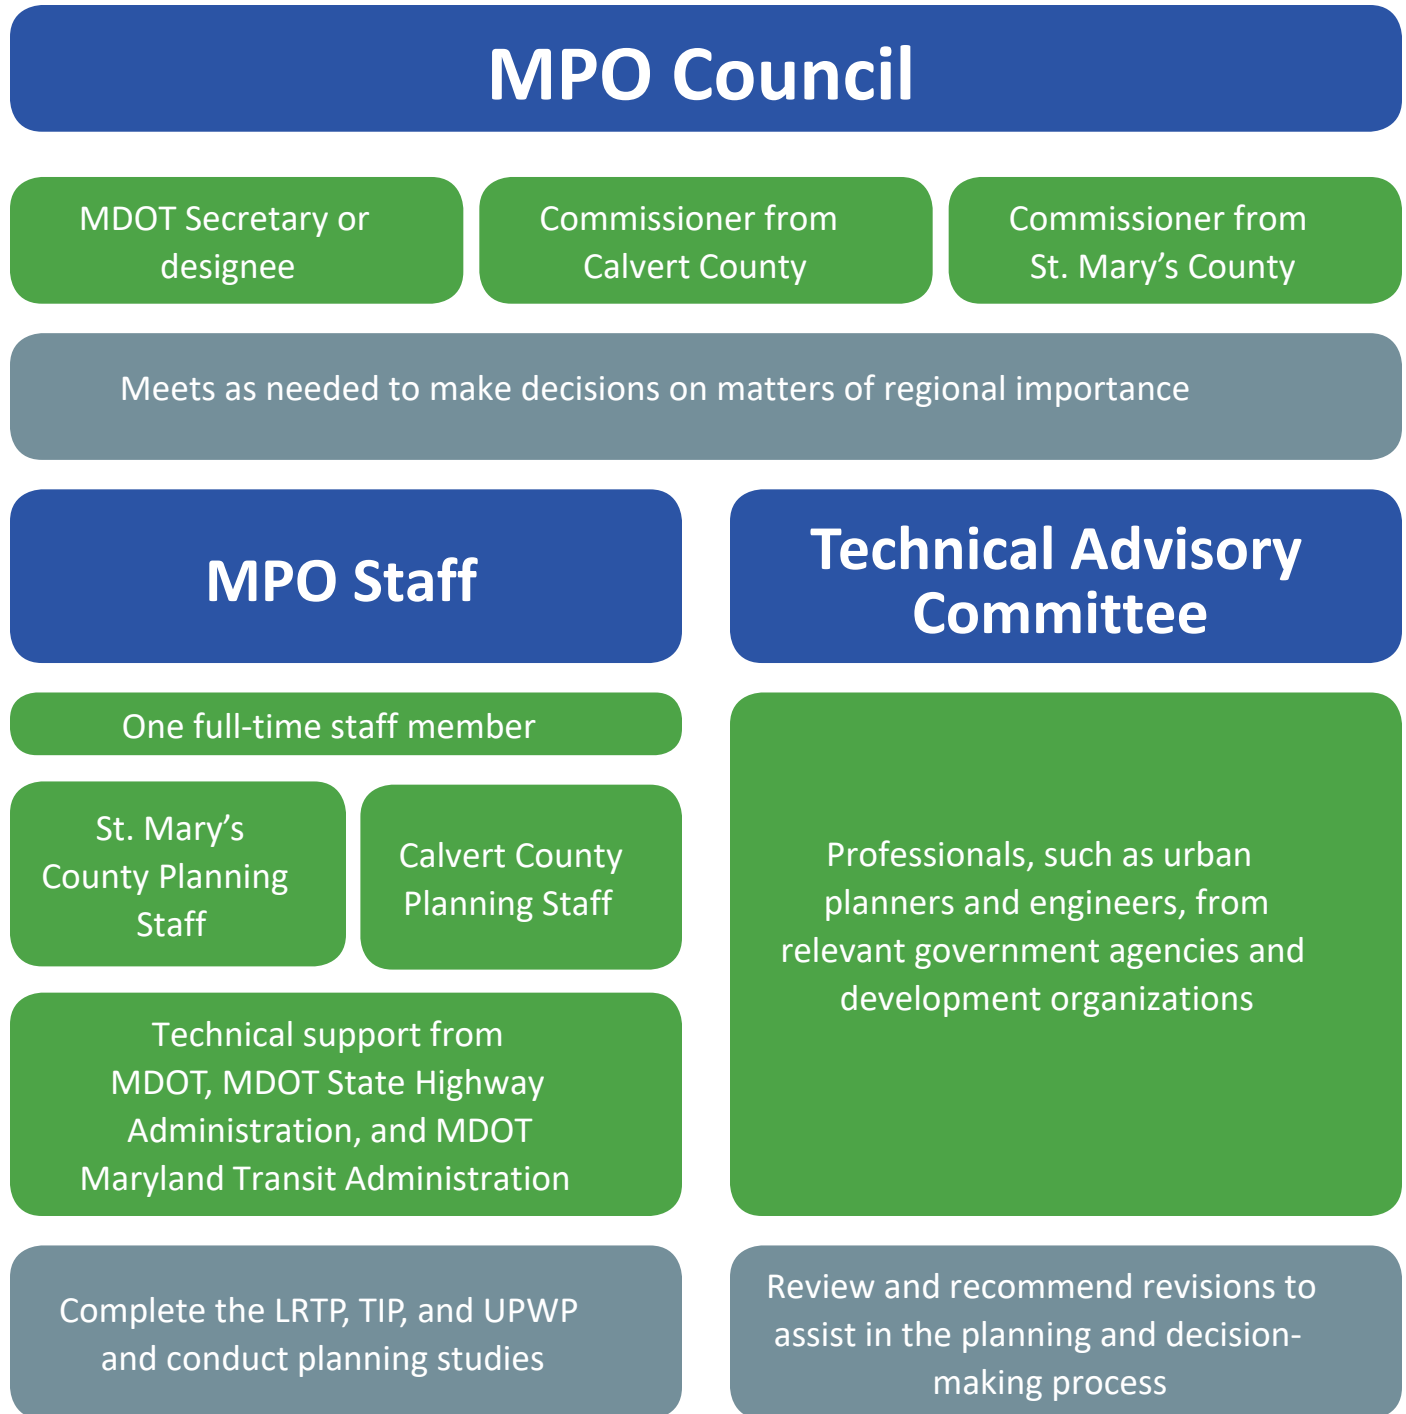 MPO Council
MDOT Secretary or
designee
Commissioner from
Calvert County
Commissioner from
St. Mary’s County
Meets as needed to make decisions on matters of regional importance
MPO Staff
One full-time staff member
St. Mary’s
County Planning
Staff
Calvert County
Planning Staff
Technical support from
MDOT, MDOT State Highway
Administration, and MDOT
Maryland Transit Administration
Complete the LRTP, TIP, and UPWP
and conduct planning studies
Technical Advisory
Committee
Professionals, such as urban
planners and engineers, from
relevant government agencies and
development organizations
Review and recommend revisions to
assist in the planning and decision-
making process